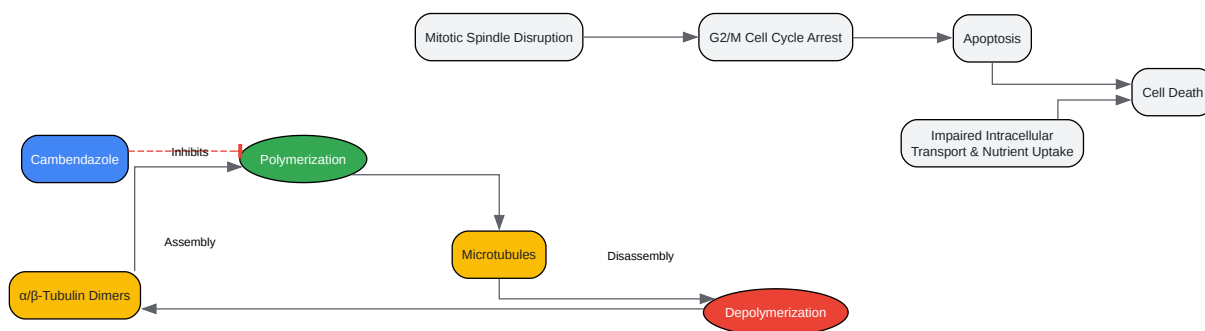 Mitotic Spindle Disruption
G2/M Cell Cycle Arrest
Apoptosis
Cell Death
Impaired Intracellular
Transport & Nutrient Uptake
Cambendazole
Inhibits
Polymerization
Assembly
Microtubules
Disassembly
α/β-Tubulin Dimers
Depolymerization